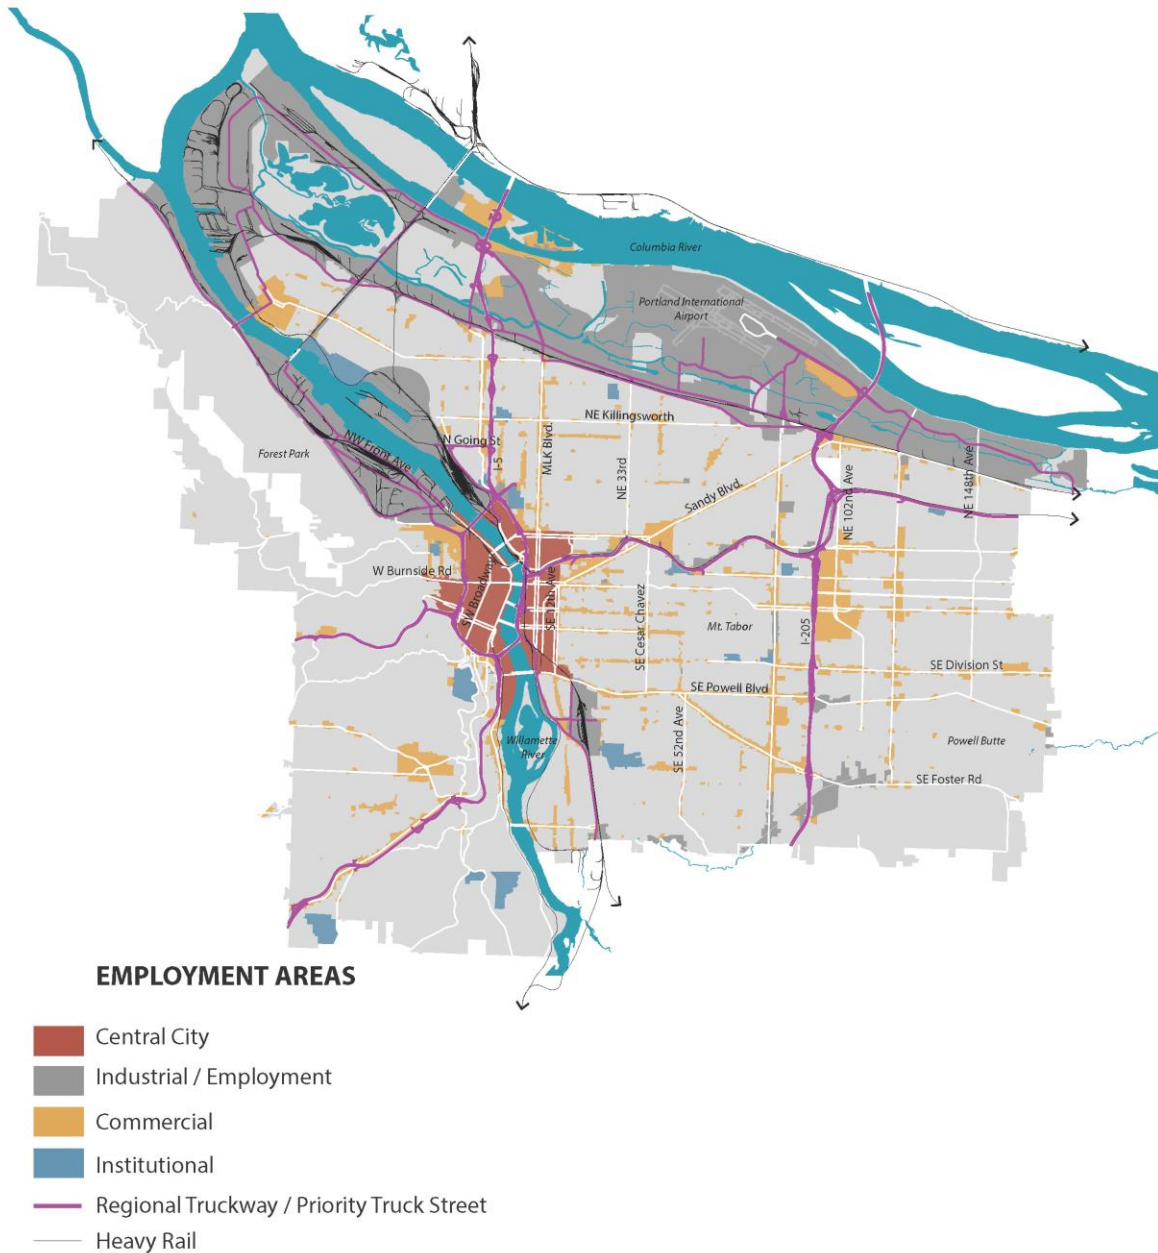 Columbia River
Portland International
Airport
NE Killingsworth
N Going St
NW Front Ave
Forest Park
I-5
MLK Blvd.
NE 33rd
Sandy Blvd.
NE 102nd Ave
NE 148th Ave
W Burnside Rd
SW Broadway
SE 12th Ave
SE Cesar Chavez
Mt. Tabor
I-205
SE Division St
SE Powell Blvd
Willamette
River
SE 52nd Ave
Powell Butte
SE Foster Rd
EMPLOYMENT AREAS
Central City
Industrial / Employment
Commercial
Institutional
Regional Truckway / Priority Truck Street
Heavy Rail